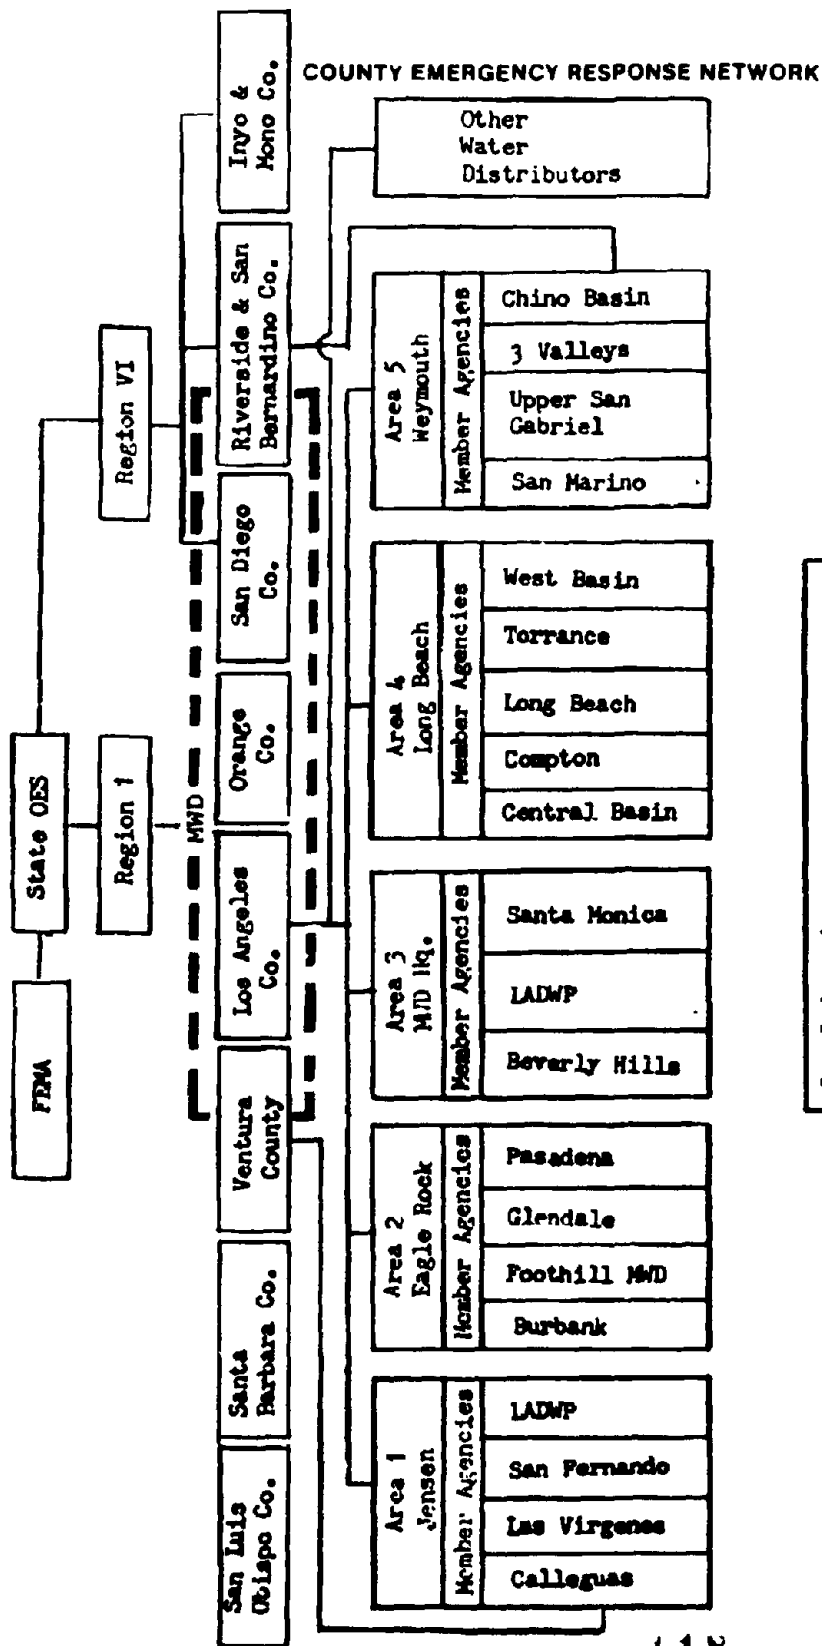 COUNTY EMERGENCY RESPONSE NETWORK
FEMA
State OES
Region 1
Region VI
MWD
San Luis
Obispo Co.
Santa
Barbara Co.
Ventura
County
Los Angeles
Co.
Orange
Co.
San Diego
Co.
Riverside & San
Bernardino Co.
Inyo &
Mono Co.
Area 1
Jensen
Member Agencies
Calleguas
Las Virgenes
San Fernando
LADWP
Area 2
Eagle Rock
Member Agencies
Burbank
Foothill MWD
Glendale
Pasadena
Area 3
MWD Hq.
Member Agencies
Beverly Hills
LADWP
Santa Monica
Area 4
Long Beach
Member Agencies
Central Basin
Compton
Long Beach
Torrance
West Basin
Area 5
Weymouth
Member Agencies
San Marino
Upper San
Gabriel
3 Valleys
Chino Basin
Other
Water
Distributors